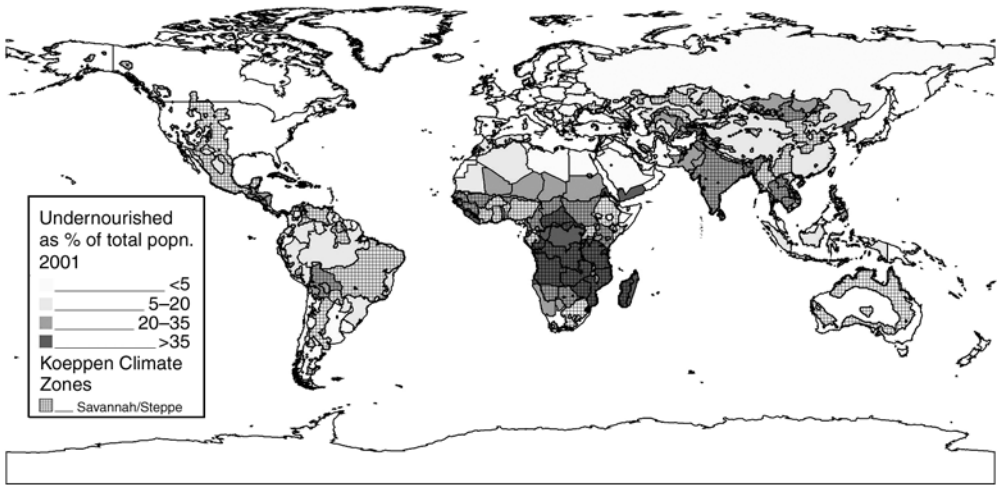 Undernourished
as % of total popn.
2001
<5
5–20
20–35
>35
Koeppen Climate
Zones
Savannah/Steppe